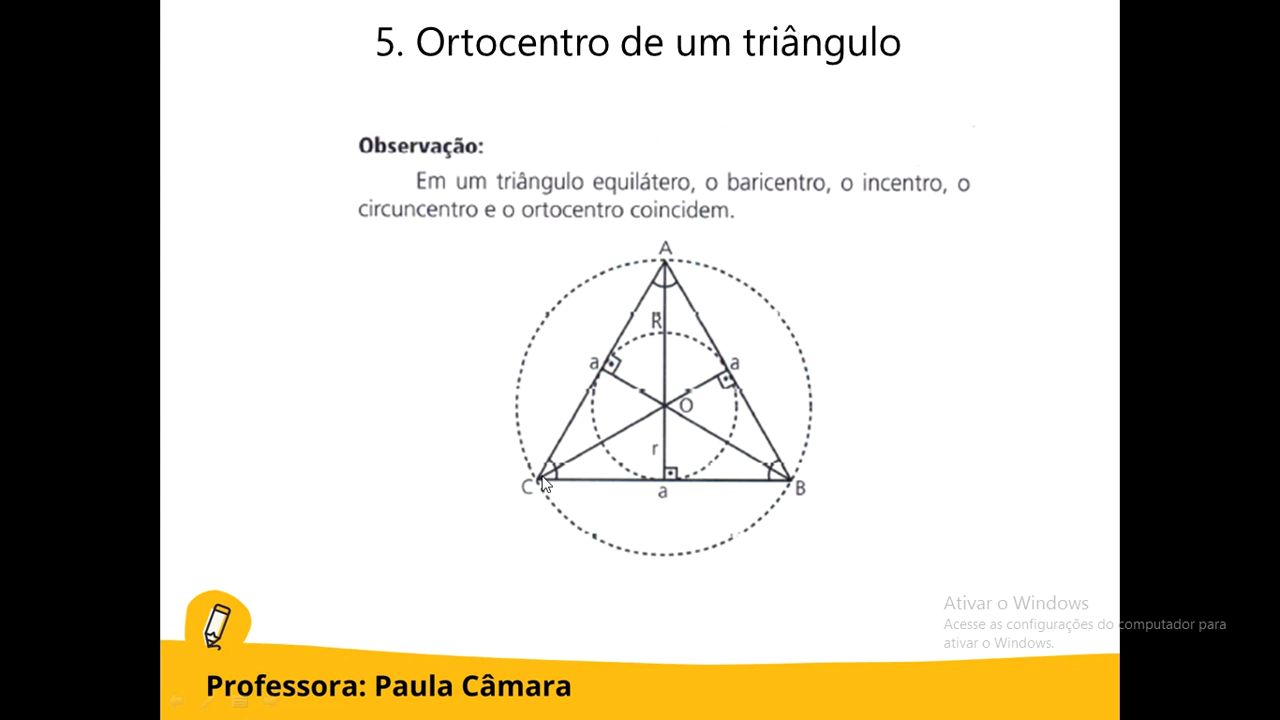 5. Ortocentro de um triângulo
Observação:
Em um triângulo equilátero, o baricentro, o incentro, o
circuncentro e o ortocentro coincidem.
A
R
a
a
O
r
C
a
B
Ativar o Windows
Acesse as configurações do computador para
ativar o Windows.
Professora: Paula Câmara